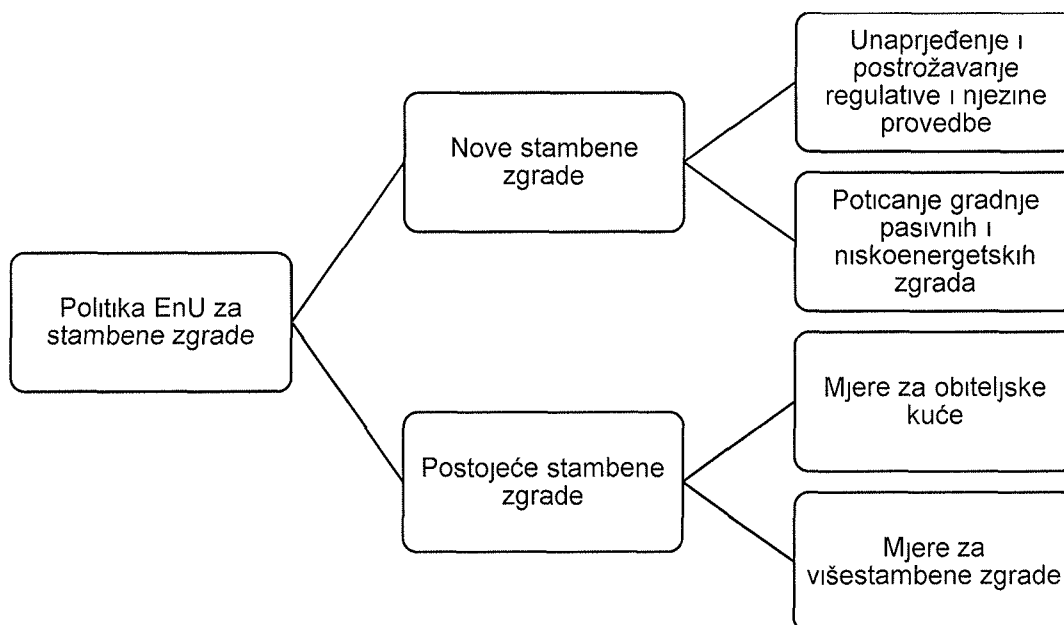 Politika EnU za
stambene zgrade
Nove stambene
zgrade
Unaprjeđenje i
postrožavanje
regulative i njezine
provedbe
Poticanje gradnje
pasivnih i
niskoenergetskih
zgrada
Postojeće stambene
zgrade
Mjere za obiteljske
kuće
Mjere za
višestambene zgrade